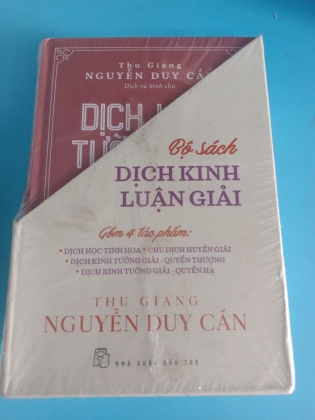 Thu Giang
NGUYỄN DUY CẦN
Dịch và bình chú
DỊCH
TƯỜN
Bộ sách
DỊCH KINH
LUẬN GIẢI
Gồm 4 tác phẩm:
• DỊCH HỌC TINH HOA • CHU DỊCH HUYỀN GIẢI
• DỊCH KINH TƯỜNG GIẢI - QUYỂN THƯỢNG
• DỊCH KINH TƯỜNG GIẢI - QUYỂN HẠ
THU GIANG
NGUYỄN DUY CẦN
NHÀ XUẤT BẢN TRẺ